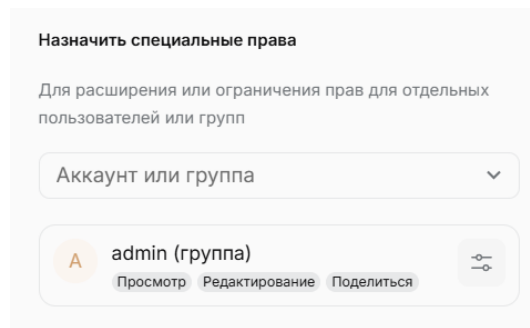 Назначить специальные права
Для расширения или ограничения прав для отдельных
пользователей или групп
Аккаунт или группа
А
admin (группа)
Просмотр Редактирование Поделиться